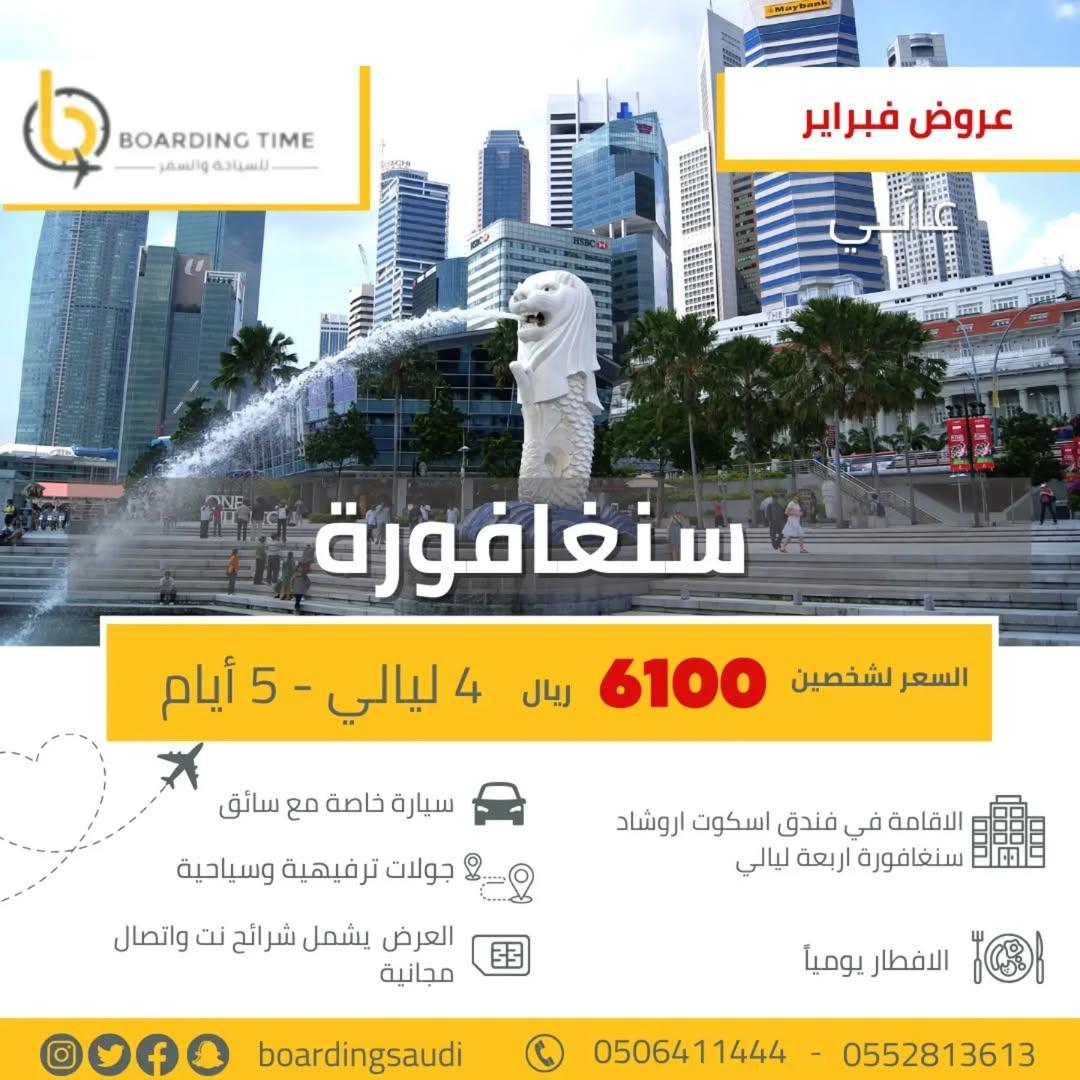 Maybank
BOARDING TIME
للسياحة والسفر
عروض فبراير
HSBC
سنغافورة
السعر لشخصين 6100 ريال 4 ليالي - 5 أيام
الاقامة في فندق اسكوت اروشاد
سنغافورة اربعة ليالي
الافطار يومياً
سيارة خاصة مع سائق
جولات ترفيهية وسياحية
العرض يشمل شرائح نت واتصال
مجانية
boardingsaudi 0506411444 - 0552813613